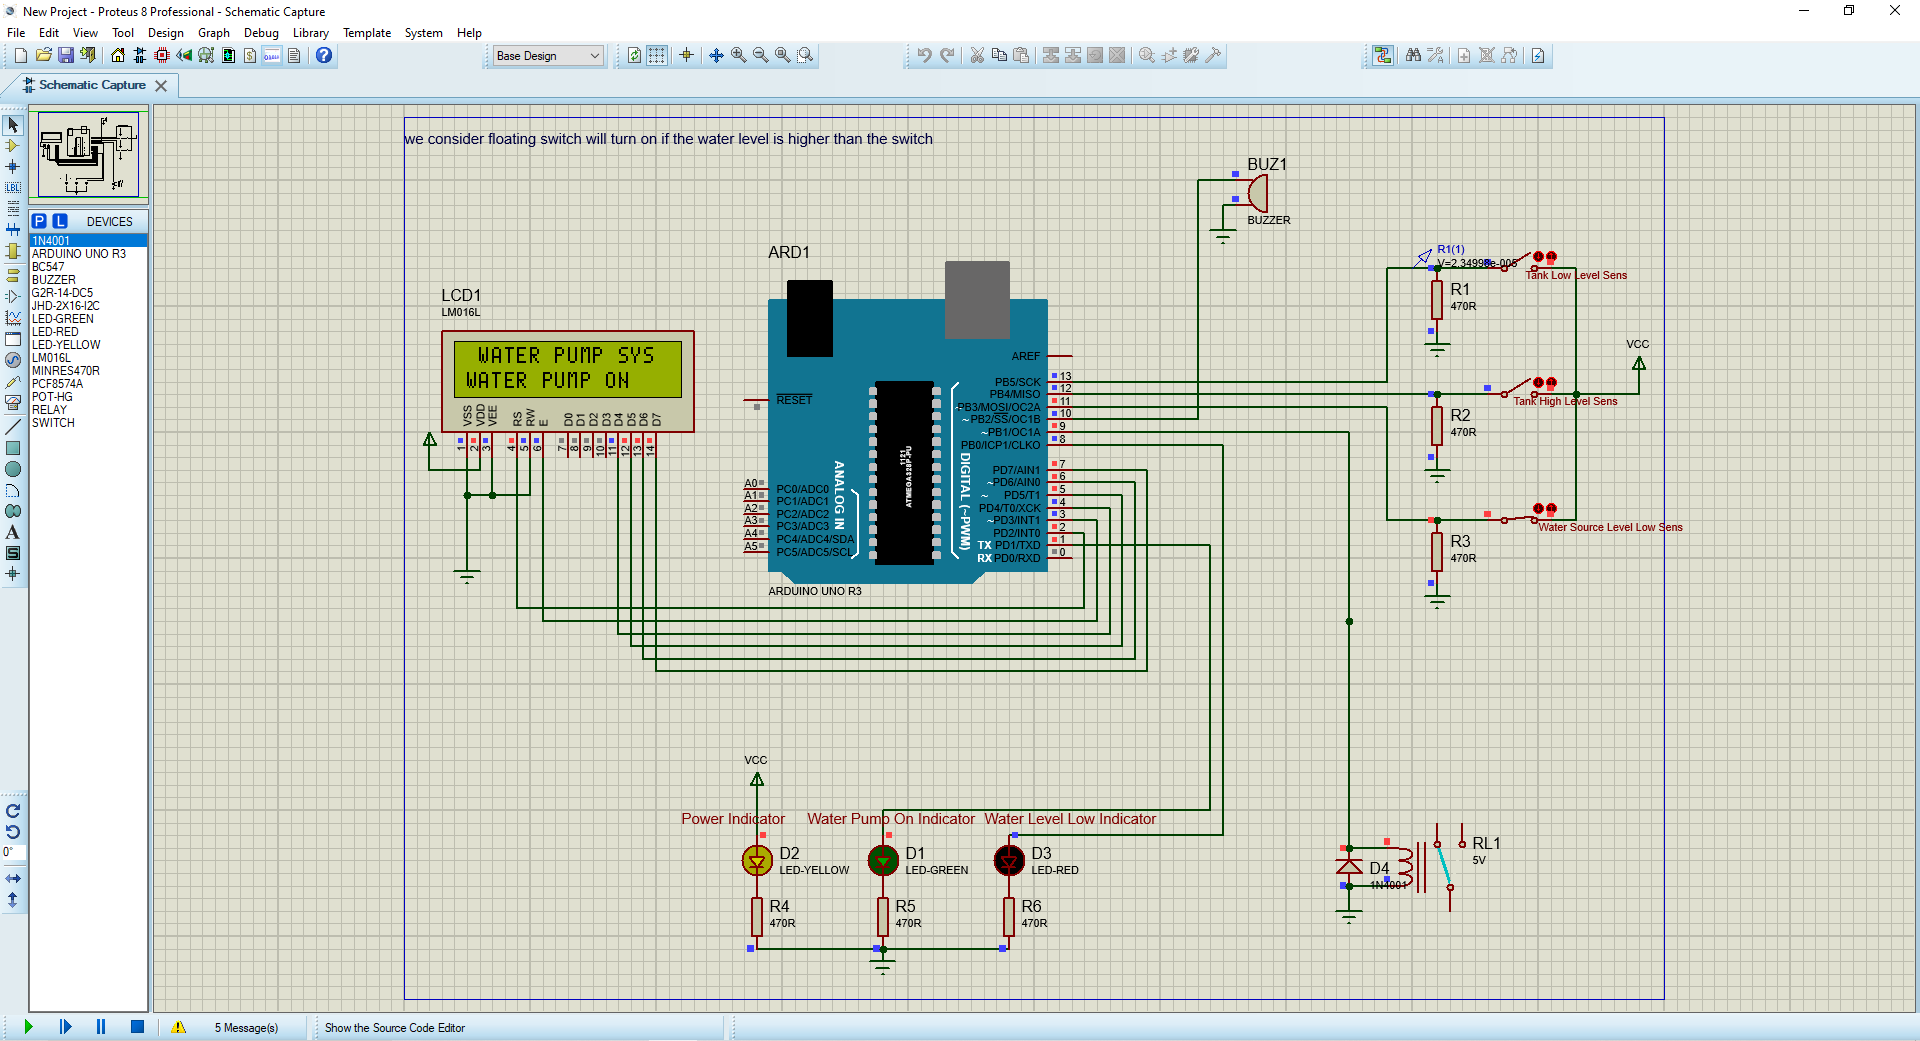 New Project - Proteus 8 Professional - Schematic Capture
File Edit View Tool Design Graph Debug Library Template System Help
Base Design
Schematic Capture
P L DEVICES
1N4001
ARDUINO UNO R3
BC547
BUZZER
G2R-14-DC5
JHD-2X16-I2C
LED-GREEN
LED-RED
LED-YELLOW
LM016L
MINRES470R
PCF8574A
POT-HG
RELAY
SWITCH
0°
we consider floating switch will turn on if the water level is higher than the switch
BUZ1
BUZZER
ARD1
LCD1
LM016L
WATER PUMP SYS
WATER PUMP ON
VSS VDD VEE RS RW E D0 D1 D2 D3 D4 D5 D6 D7
1 2 3 4 5 6 7 8 9 10 11 12 13 14
RESET
AREF
PB5/SCK 13
PB4/MISO 12
~PB3/MOSI/OC2A 11
~PB2/SS/OC1B 10
~PB1/OC1A 9
PB0/ICP1/CLKO 8
PD7/AIN1 7
~PD6/AIN0 6
~PD5/T1 5
PD4/T0/XCK 4
~PD3/INT1 3
PD2/INT0 2
TX PD1/TXD 1
RX PD0/RXD 0
A0 PC0/ADC0
A1 PC1/ADC1
A2 PC2/ADC2
A3 PC3/ADC3
A4 PC4/ADC4/SDA
A5 PC5/ADC5/SCL
ANALOG IN
1121
ATMEGA328P-PU
DIGITAL (~PWM)
ARDUINO UNO R3
R1(1)
V=2.34998e-006
Tank Low Level Sens
R1
470R
VCC
Tank High Level Sens
R2
470R
Water Source Level Low Sens
R3
470R
VCC
Power Indicator Water Pump On Indicator Water Level Low Indicator
D2
LED-YELLOW
D1
LED-GREEN
D3
LED-RED
R4
470R
R5
470R
R6
470R
D4
1N4001
RL1
5V
5 Message(s)
Show the Source Code Editor